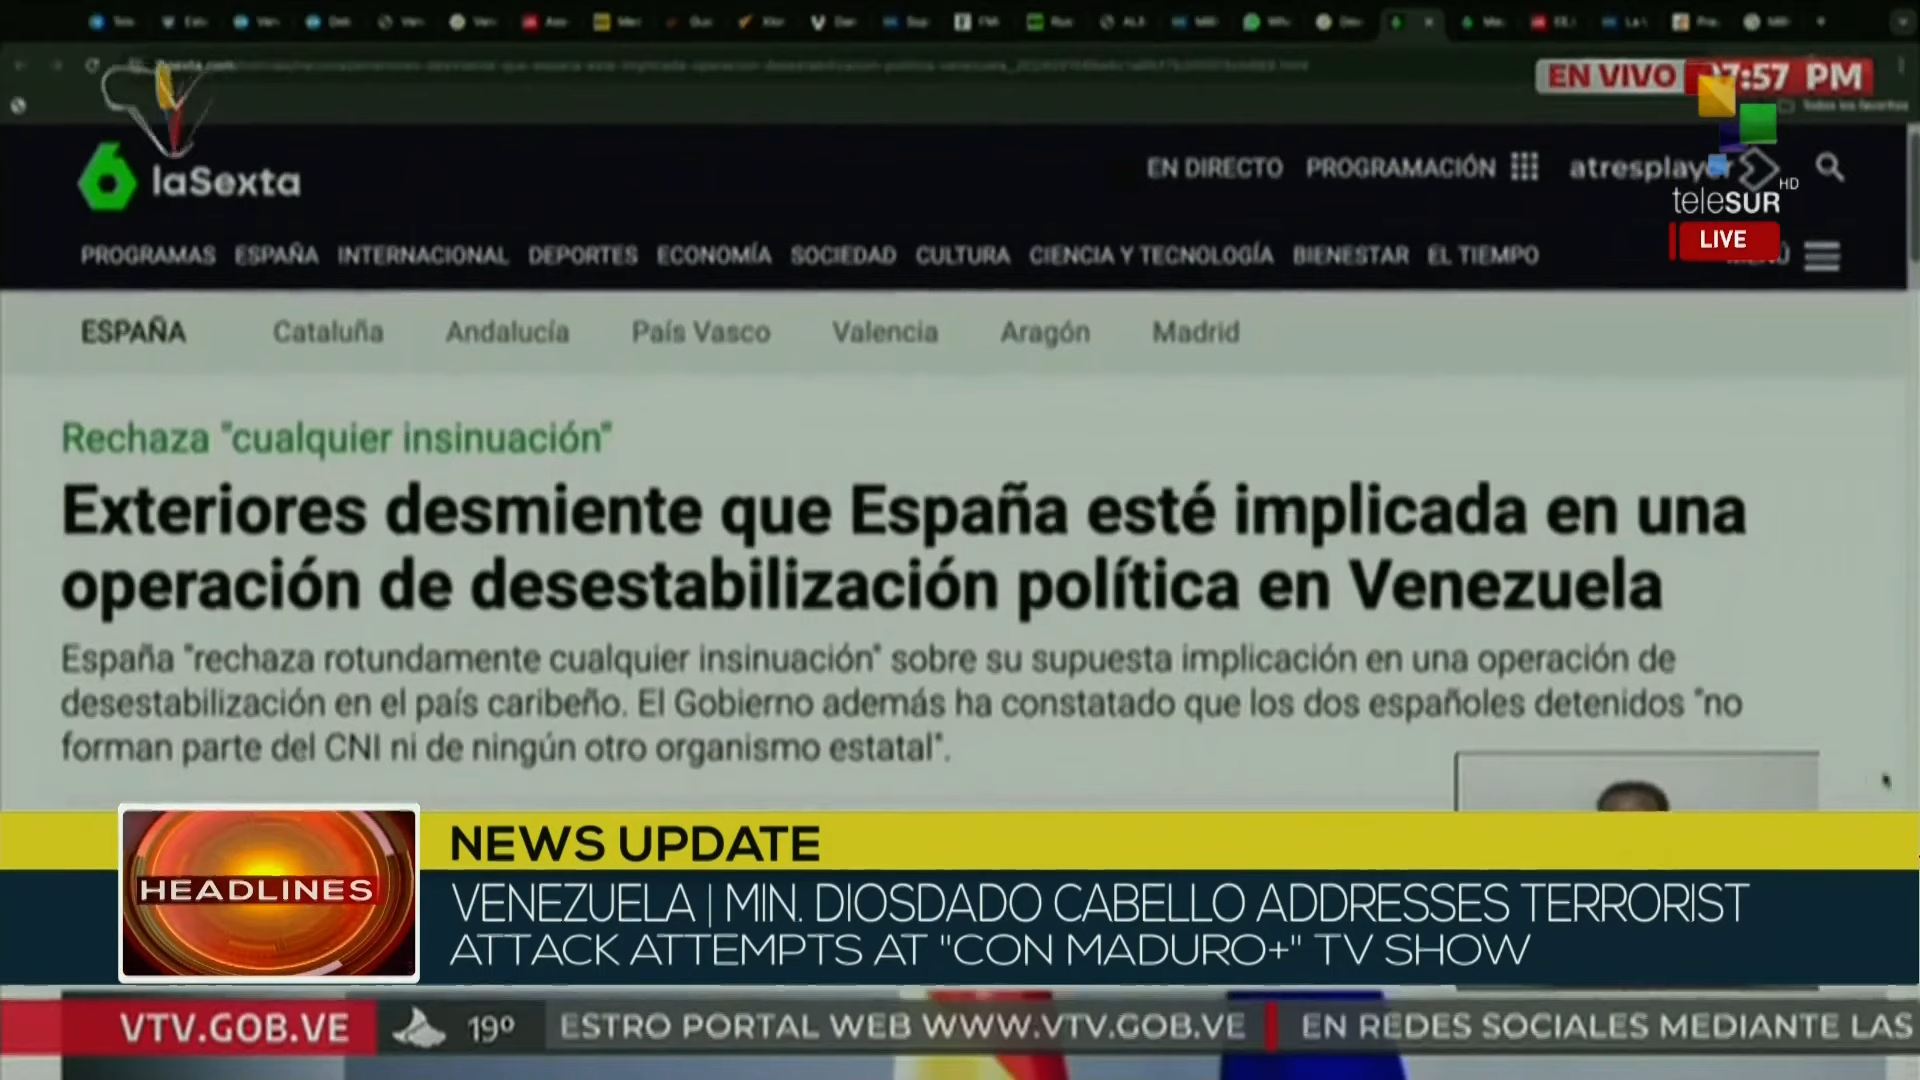 EN VIVO
7:57 PM
Todos los favoritos
laSexta
EN DIRECTO PROGRAMACIÓN atresplayer
HD
teleSUR
LIVE
PROGRAMAS ESPAÑA INTERNACIONAL DEPORTES ECONOMÍA SOCIEDAD CULTURA CIENCIA Y TECNOLOGÍA BIENESTAR EL TIEMPO
ESPAÑA Cataluña Andalucía País Vasco Valencia Aragón Madrid
Rechaza "cualquier insinuación"
Exteriores desmiente que España esté implicada en una
operación de desestabilización política en Venezuela
España "rechaza rotundamente cualquier insinuación" sobre su supuesta implicación en una operación de
desestabilización en el país caribeño. El Gobierno además ha constatado que los dos españoles detenidos "no
forman parte del CNI ni de ningún otro organismo estatal".
HEADLINES
NEWS UPDATE
VENEZUELA | MIN. DIOSDADO CABELLO ADDRESSES TERRORIST
ATTACK ATTEMPTS AT "CON MADURO+" TV SHOW
VTV.GOB.VE 19º ESTRO PORTAL WEB WWW.VTV.GOB.VE EN REDES SOCIALES MEDIANTE LAS